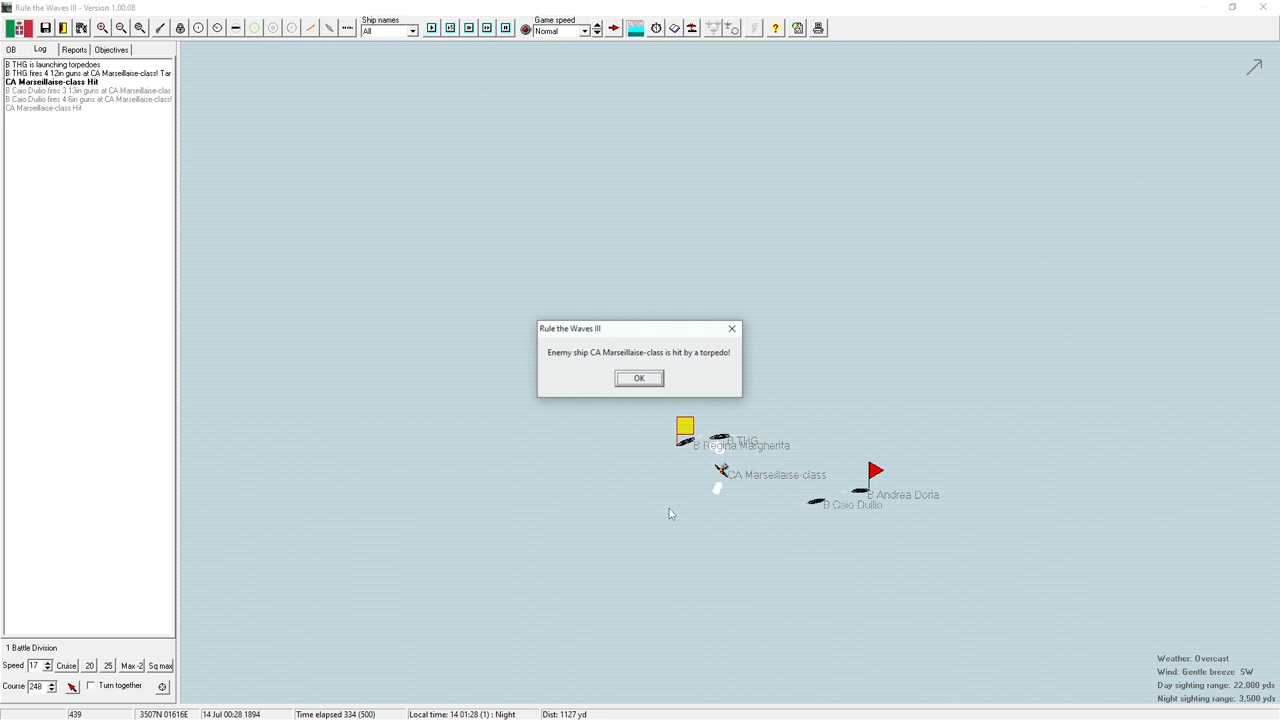 Rule the Waves III - Version 1.00.08
Ship names
All
Game speed
Normal
OB Log Reports Objectives
B THG is launching torpedoes
B THG fires 4 12in guns at CA Marseillaise-class! Tar
CA Marseillaise-class Hit
B Caio Duilio fires 3 13in guns at CA Marseillaise-clas
B Caio Duilio fires 4 6in guns at CA Marseillaise-class!
CA Marseillaise-class Hit
Rule the Waves III
Enemy ship CA Marseillaise-class is hit by a torpedo!
OK
B THG
B Regina Margherita
CA Marseillaise-class
B Andrea Doria
B Caio Duilio
1 Battle Division
Speed 17 Cruise 20 25 Max -2 Sq max
Course 248 Turn together
Weather: Overcast
Wind: Gentle breeze SW
Day sighting range: 22,000 yds
Night sighting range: 3,500 yds
439 3507N 01616E 14 Jul 00:28 1894 Time elapsed 334 (500) Local time: 14 01:28 (1) : Night Dist: 1127 yd